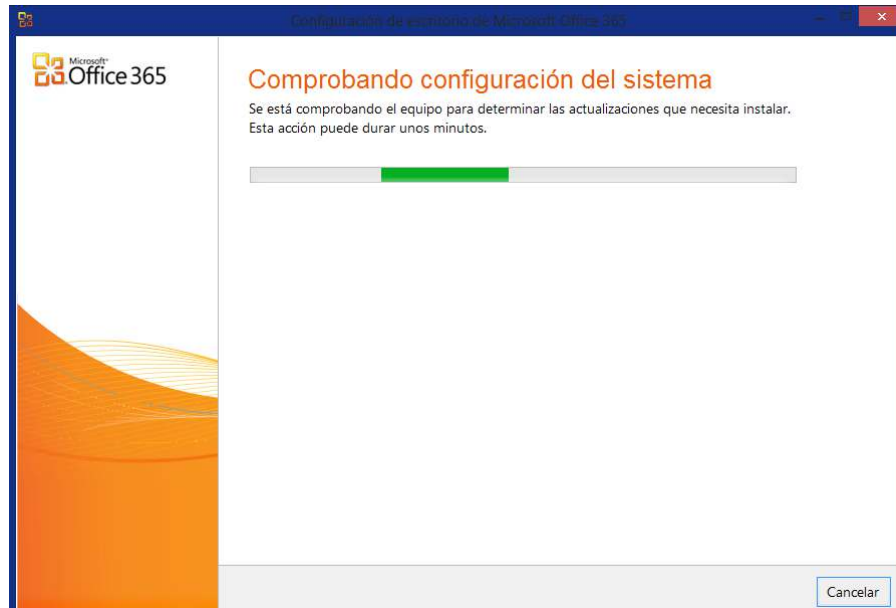 Configuración de escritorio de Microsoft Office 365
Microsoft®
Office 365
Comprobando configuración del sistema
Se está comprobando el equipo para determinar las actualizaciones que necesita instalar.
Esta acción puede durar unos minutos.
Cancelar